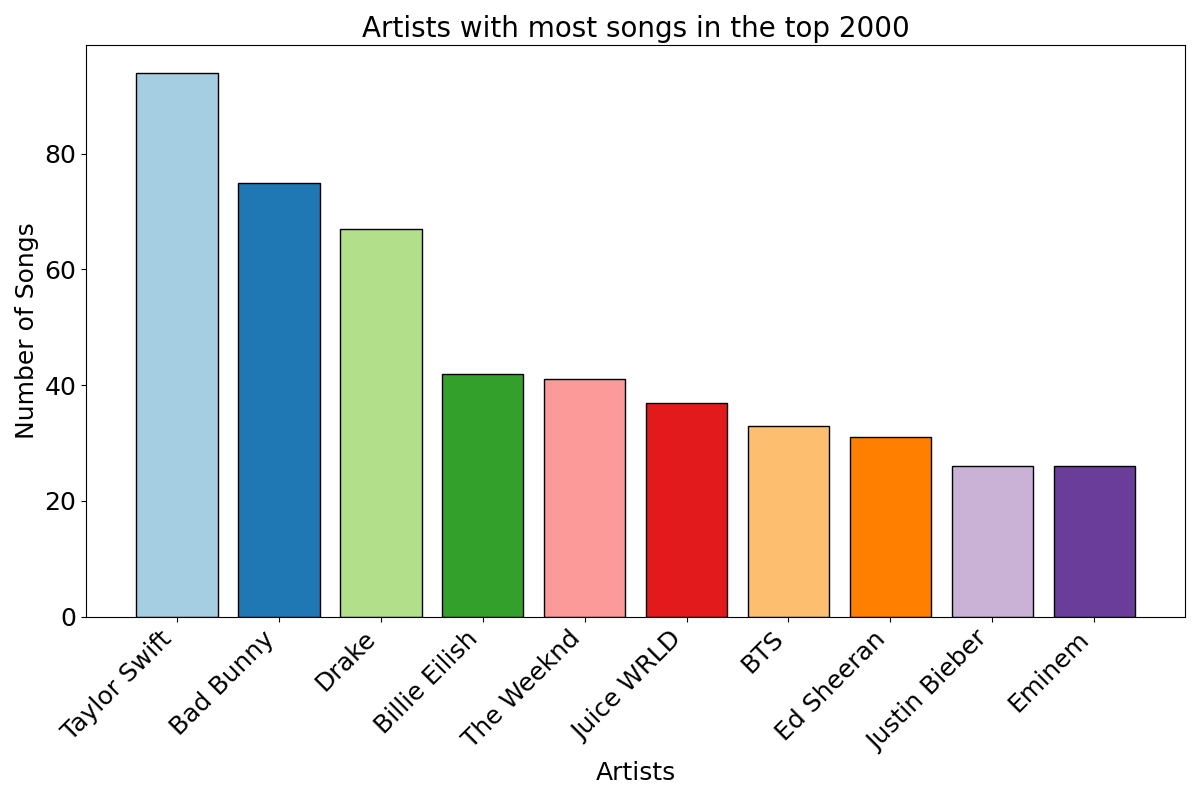 Artists with most songs in the top 2000
Number of Songs
80
60
40
20
0
Taylor Swift
Bad Bunny
Drake
Billie Eilish
The Weeknd
Juice WRLD
BTS
Ed Sheeran
Justin Bieber
Eminem
Artists